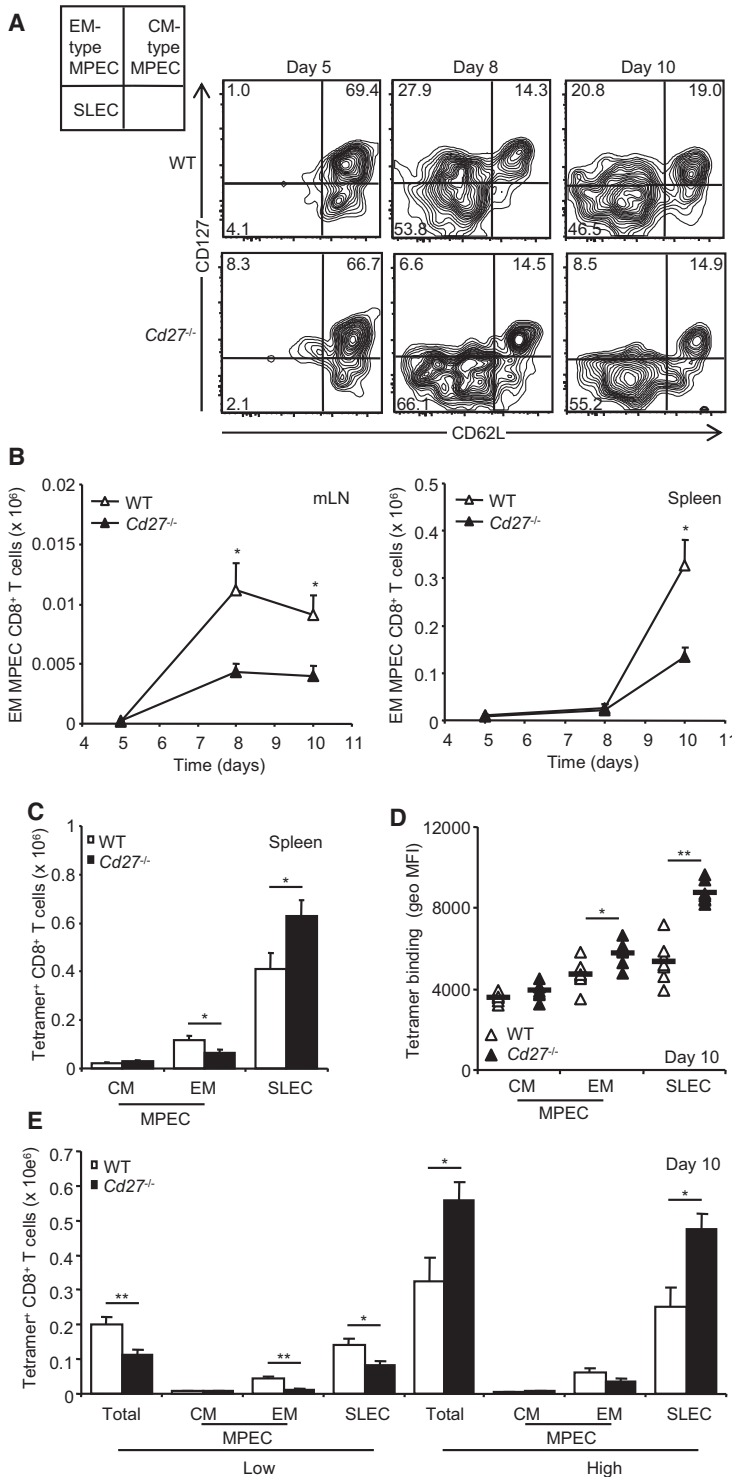 A
EM-
type
MPEC
CM-
type
MPEC
SLEC
Day 5
Day 8
Day 10
WT
1.0
69.4
4.1
27.9
14.3
53.8
20.8
19.0
46.5
CD127
Cd27-/-
8.3
66.7
2.1
6.6
14.5
66.1
8.5
14.9
55.2
CD62L
B
EM MPEC CD8+ T cells (x 10⁶)
0.02
0.015
0.01
0.005
0
WT
Cd27-/-
mLN
*
*
4 5 6 7 8 9 10 11
Time (days)
EM MPEC CD8+ T cells (x 10⁶)
0.5
0.4
0.3
0.2
0.1
0
WT
Cd27-/-
Spleen
*
4 5 6 7 8 9 10 11
Time (days)
C
Tetramer+ CD8+ T cells (x 10⁶)
1
0.8
0.6
0.4
0.2
0
WT
Cd27-/-
Spleen
*
*
CM EM SLEC
MPEC
D
Tetramer binding (geo MFI)
12000
8000
4000
0
**
*
WT
Cd27-/-
Day 10
CM EM SLEC
MPEC
E
Tetramer+ CD8+ T cells (x 10e⁶)
0.7
0.6
0.5
0.4
0.3
0.2
0.1
0
WT
Cd27-/-
Day 10
**
**
*
*
*
Total CM EM SLEC Total CM EM SLEC
MPEC MPEC
Low High